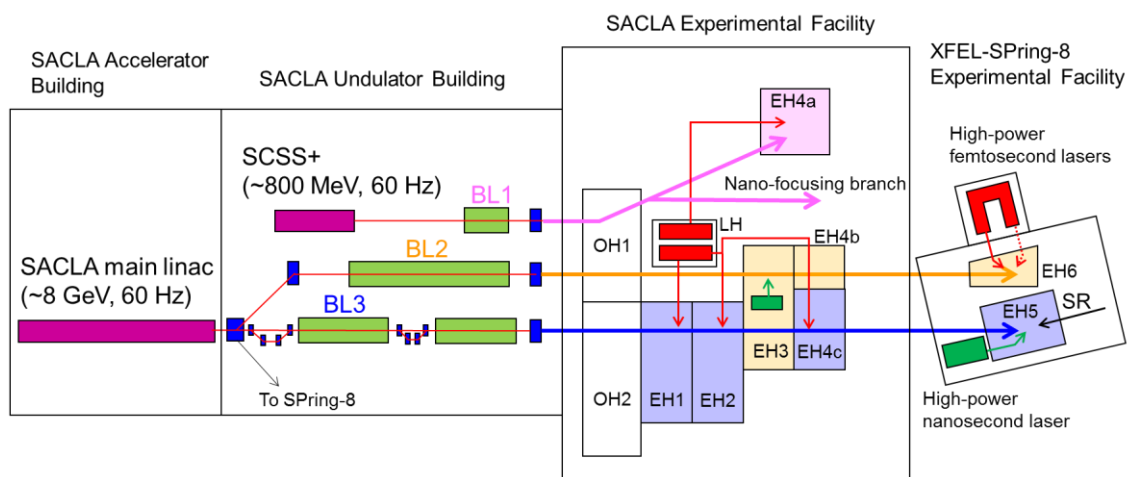 SACLA Accelerator
Building
SACLA Undulator Building
SACLA Experimental Facility
XFEL-SPring-8
Experimental Facility
SCSS+
(~800 MeV, 60 Hz)
BL1
BL2
BL3
SACLA main linac
(~8 GeV, 60 Hz)
To SPring-8
EH4a
Nano-focusing branch
LH
OH1
EH4b
OH2
EH1
EH2
EH3
EH4c
High-power
femtosecond lasers
EH6
EH5
SR
High-power
nanosecond laser